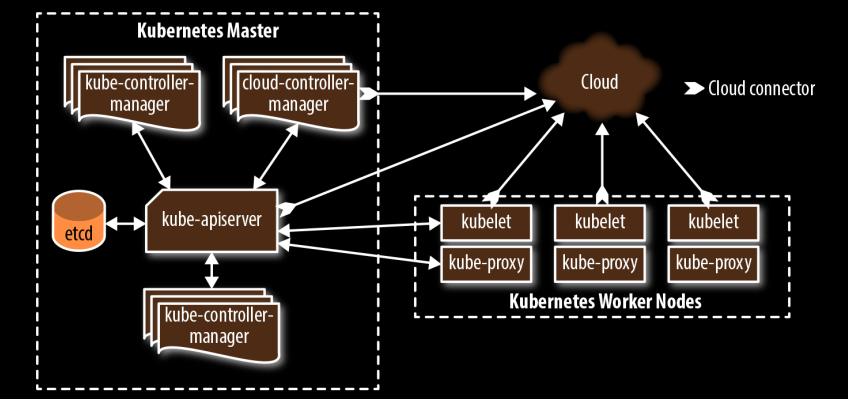 Kubernetes Master
kube-controller-
manager
cloud-controller-
manager
Cloud
Cloud connector
etcd
kube-apiserver
kubelet
kubelet
kubelet
kube-proxy
kube-proxy
kube-proxy
Kubernetes Worker Nodes
kube-controller-
manager